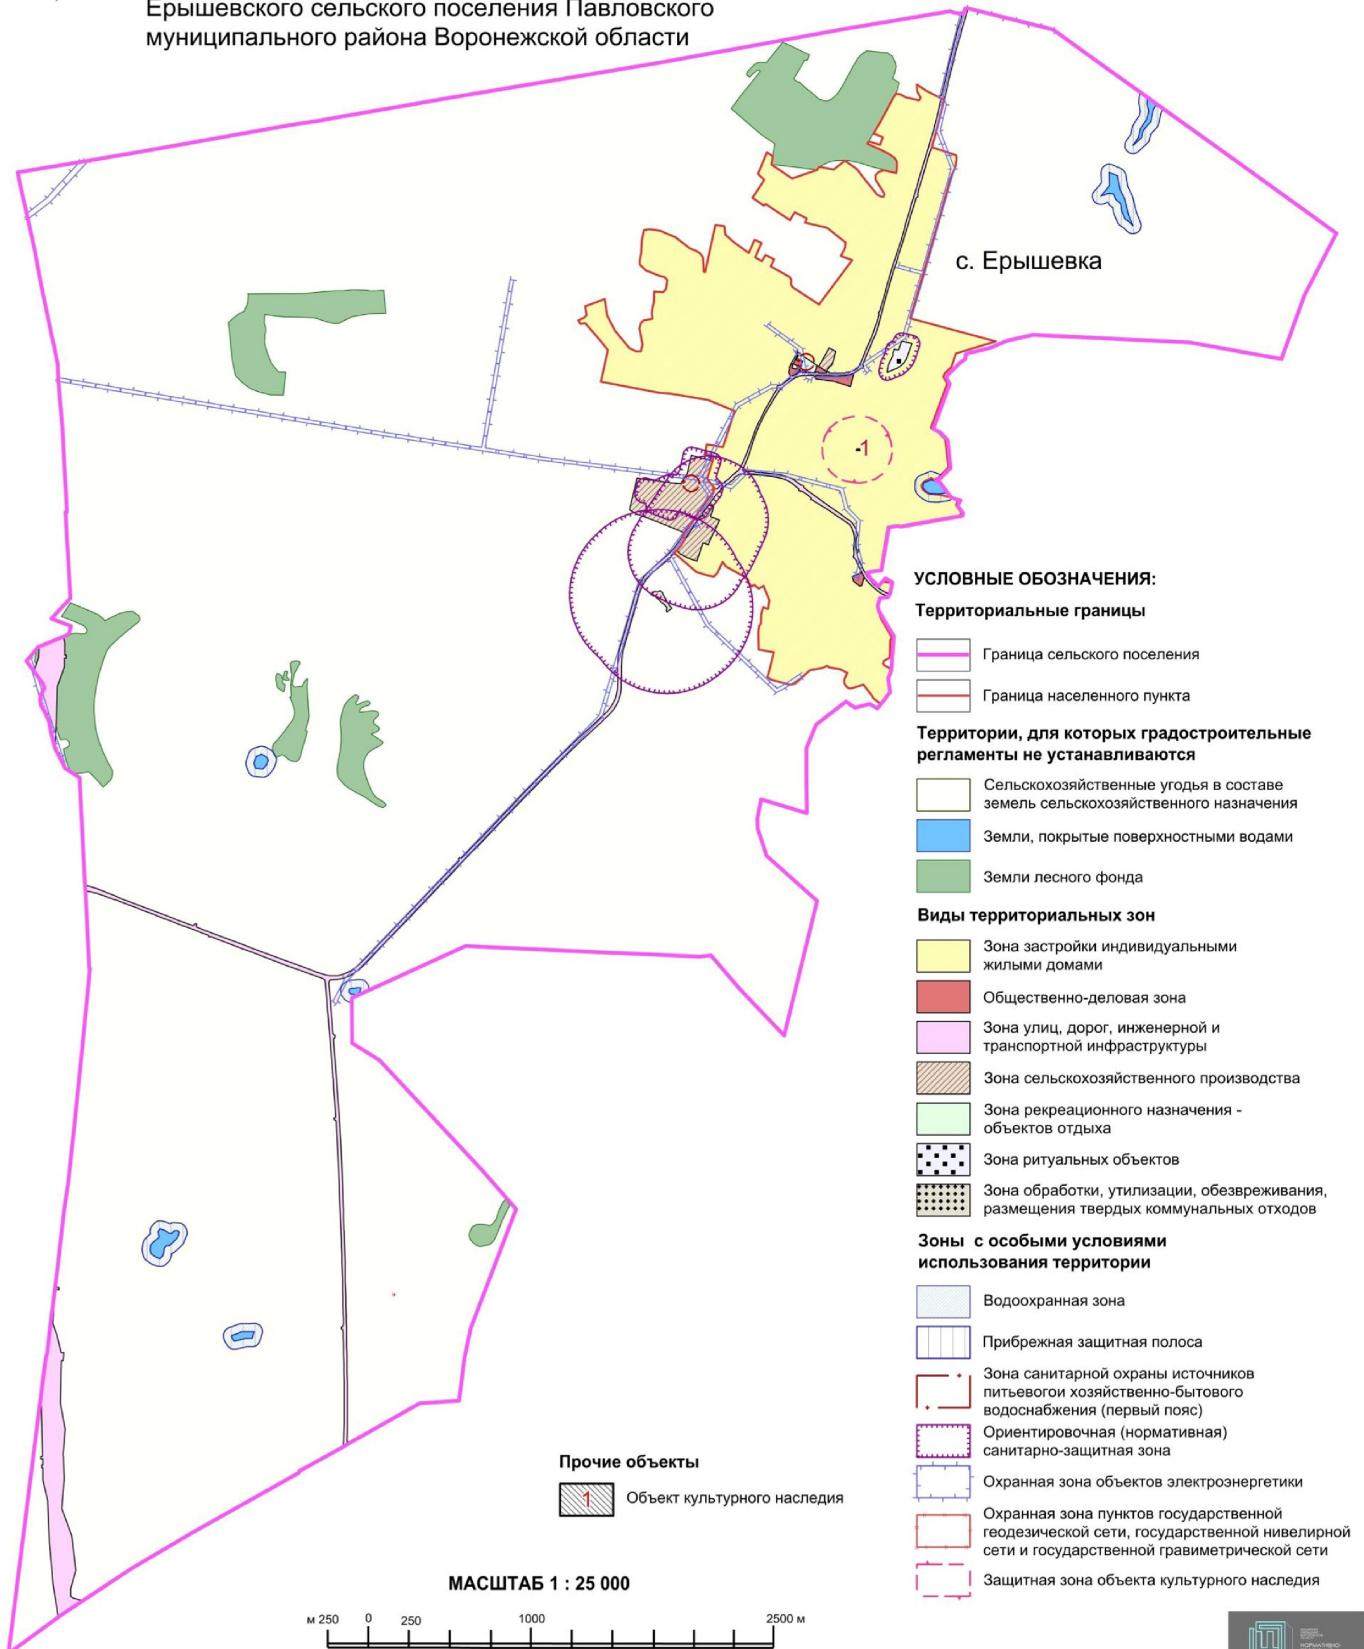 Ерышевского сельского поселения Павловского
муниципального района Воронежской области
с. Ерышевка
1
УСЛОВНЫЕ ОБОЗНАЧЕНИЯ:
Территориальные границы
Граница сельского поселения
Граница населенного пункта
Территории, для которых градостроительные
регламенты не устанавливаются
Сельскохозяйственные угодья в составе
земель сельскохозяйственного назначения
Земли, покрытые поверхностными водами
Земли лесного фонда
Виды территориальных зон
Зона застройки индивидуальными
жилыми домами
Общественно-деловая зона
Зона улиц, дорог, инженерной и
транспортной инфраструктуры
Зона сельскохозяйственного производства
Зона рекреационного назначения -
объектов отдыха
Зона ритуальных объектов
Зона обработки, утилизации, обезвреживания,
размещения твердых коммунальных отходов
Зоны с особыми условиями
использования территории
Водоохранная зона
Прибрежная защитная полоса
Зона санитарной охраны источников
питьевогои хозяйственно-бытового
водоснабжения (первый пояс)
Ориентировочная (нормативная)
санитарно-защитная зона
Охранная зона объектов электроэнергетики
Охранная зона пунктов государственной
геодезической сети, государственной нивелирной
сети и государственной гравиметрической сети
Защитная зона объекта культурного наследия
Прочие объекты
1 Объект культурного наследия
МАСШТАБ 1 : 25 000
м 250 0 250 1000 2500 м